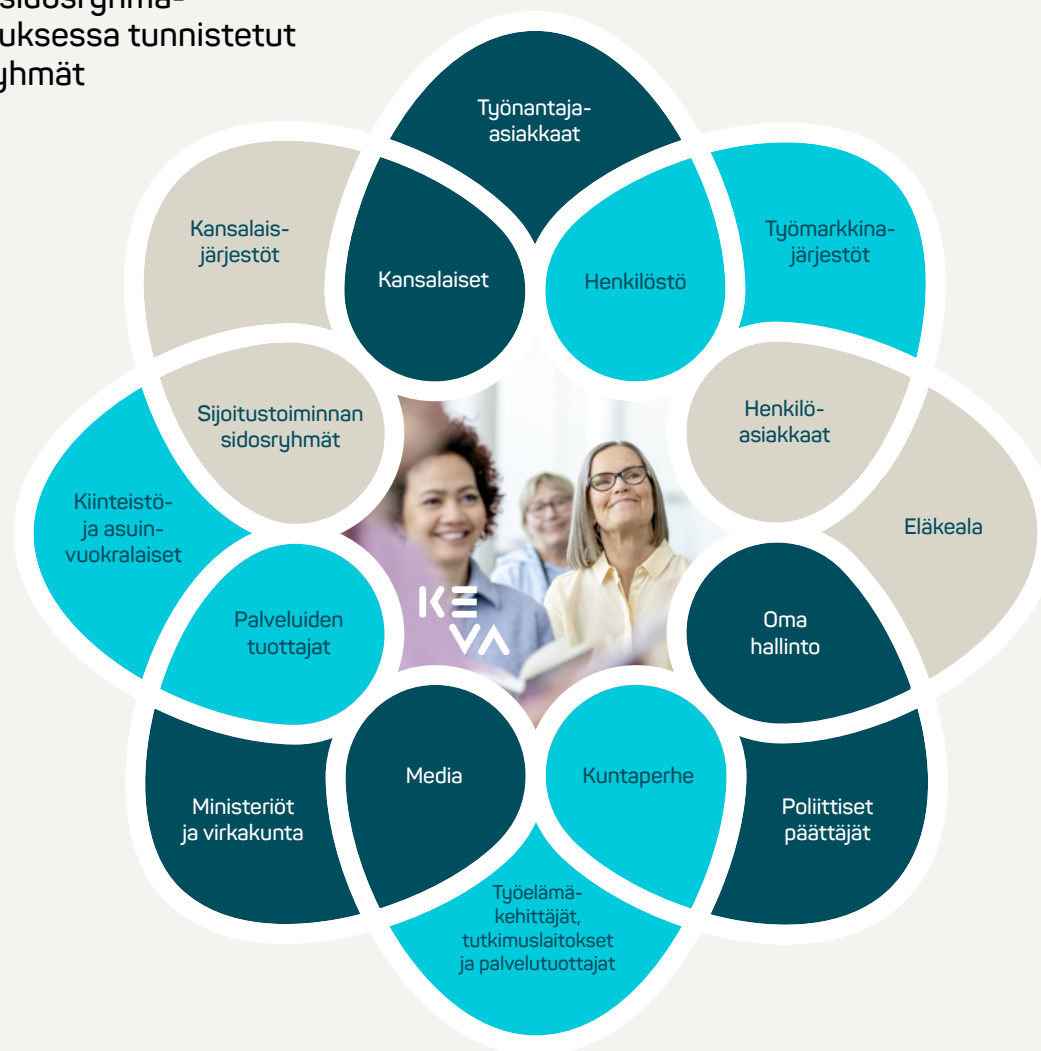 sidosryhmä-
uksessa tunnistetut
yhmät
Työnantaja-
asiakkaat
Kansalais-
järjestöt
Kansalaiset
Henkilöstö
Työmarkkina-
järjestöt
Sijoitustoiminnan
sidosryhmät
Henkilö-
asiakkaat
Kiinteistö-
ja asuin-
vuokralaiset
Eläkeala
Palveluiden
tuottajat
KEVA
Oma
hallinto
Ministeriöt
ja virkakunta
Media
Kuntaperhe
Poliittiset
päättäjät
Työelämä-
kehittäjät,
tutkimuslaitokset
ja palvelutuottajat